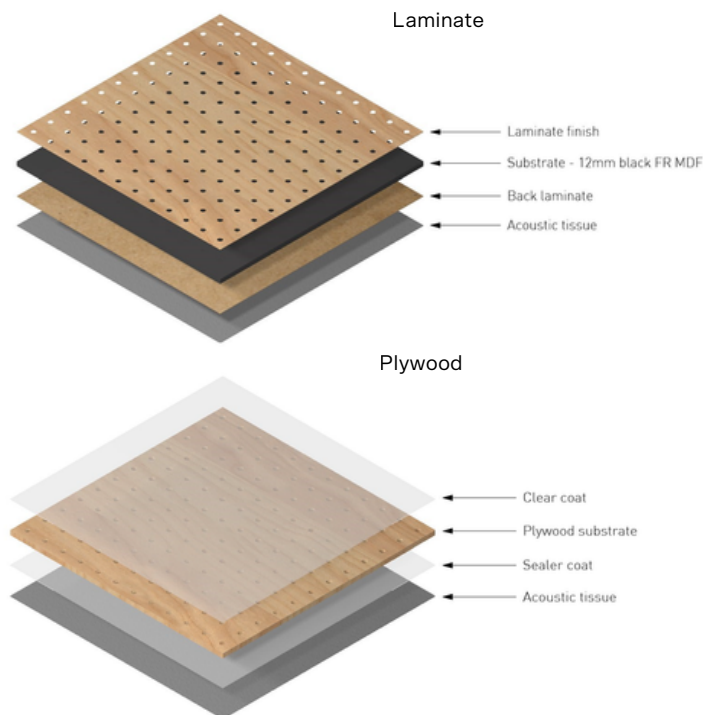 Laminate
Laminate finish
Substrate - 12mm black FR MDF
Back laminate
Acoustic tissue
Plywood
Clear coat
Plywood substrate
Sealer coat
Acoustic tissue